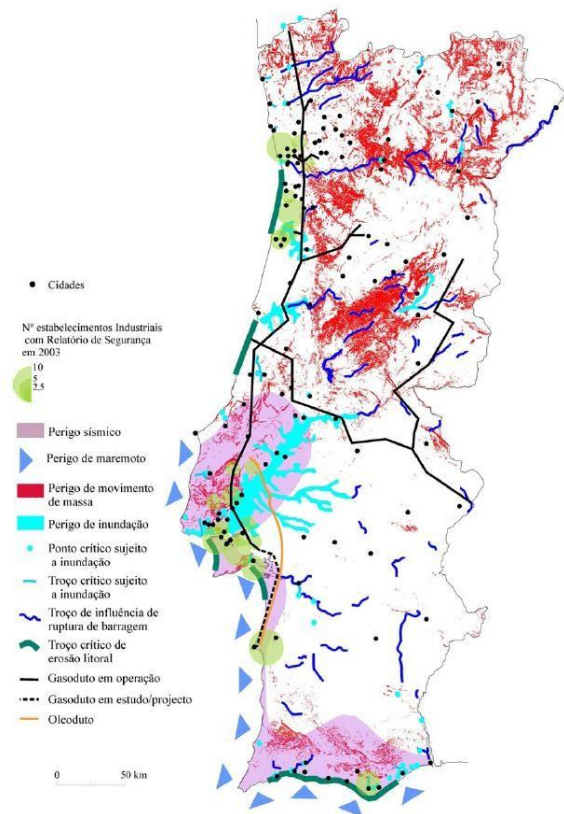 Cidades
Nº estabelecimentos Industriais
com Relatório de Segurança
em 2003
10
5
2,5
Perigo sísmico
Perigo de maremoto
Perigo de movimento
de massa
Perigo de inundação
Ponto crítico sujeito
a inundação
Troço crítico sujeito
a inundação
Troço de influência de
ruptura de barragem
Troço crítico de
erosão litoral
Gasoduto em operação
Gasoduto em estudo/projecto
Oleoduto
0 50 km